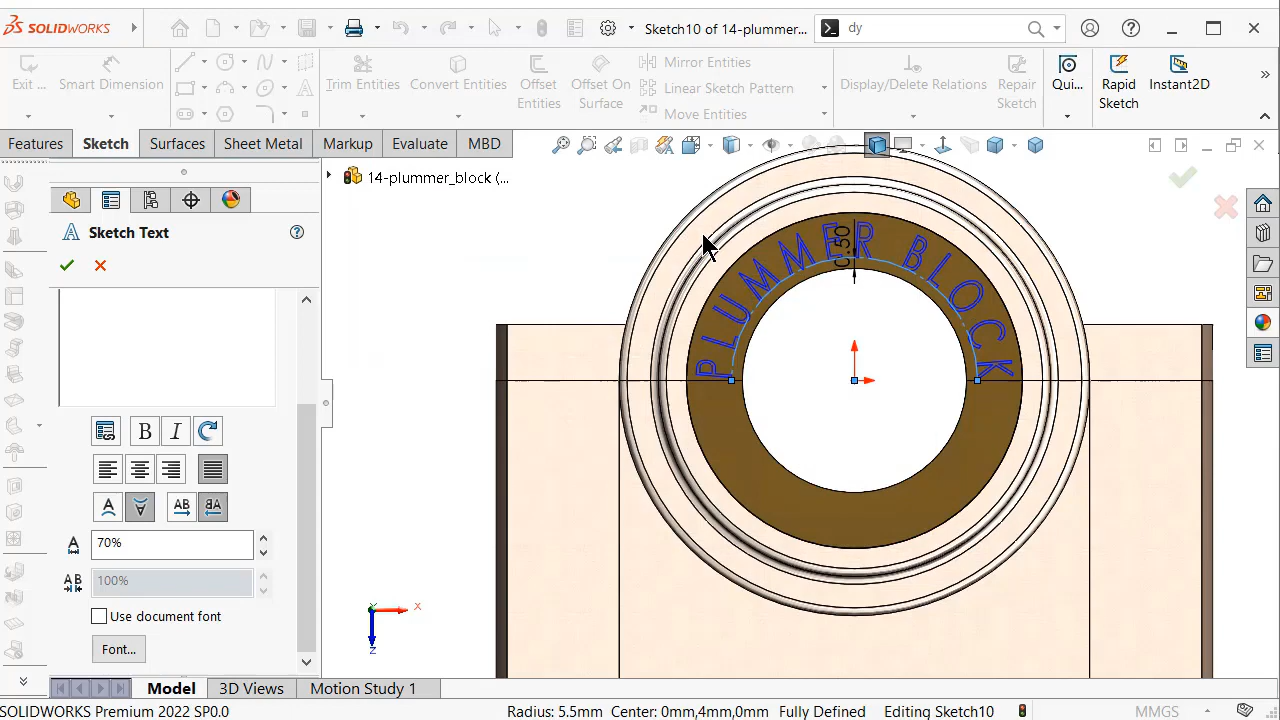 SOLIDWORKS
Sketch10 of 14-plummer...
dy
Exit ...
Smart Dimension
Trim Entities
Convert Entities
Offset Entities
Offset On Surface
Mirror Entities
Linear Sketch Pattern
Move Entities
Display/Delete Relations
Repair Sketch
Qui...
Rapid Sketch
Instant2D
Features
Sketch
Surfaces
Sheet Metal
Markup
Evaluate
MBD
14-plummer_block (...
Sketch Text
PLUMMER BLOCK
0.50
B
I
A
AB
70%
AB
100%
Use document font
Font...
X
Y
Z
Model
3D Views
Motion Study 1
SOLIDWORKS Premium 2022 SP0.0
Radius: 5.5mm Center: 0mm,4mm,0mm
Fully Defined
Editing Sketch10
MMGS